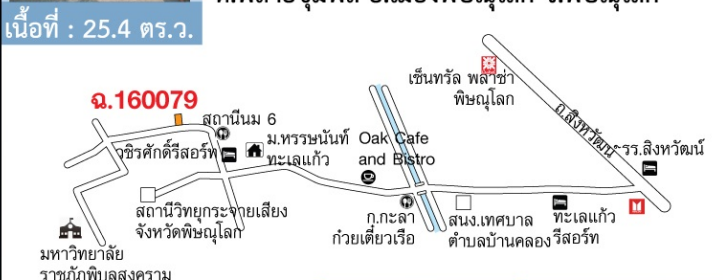 เนื้อที่ : 25.4 ตร.ว.
ฉ.160079
สถานีนม 6
วชิรศักดิ์รีสอร์ท
ม.หรรษนันท์
ทะเลแก้ว
Oak Cafe
and Bistro
เซ็นทรัล พลาซ่า
พิษณุโลก
ถ.สิงหวัฒน์
รร.สิงหวัฒน์
สถานีวิทยุกระจายเสียง
จังหวัดพิษณุโลก
ก.กะลา
ก๋วยเตี๋ยวเรือ
สนง.เทศบาล
ตำบลบ้านคลอง
ทะเลแก้ว
รีสอร์ท
มหาวิทยาลัย
ราชภัฏพิบูลสงคราม